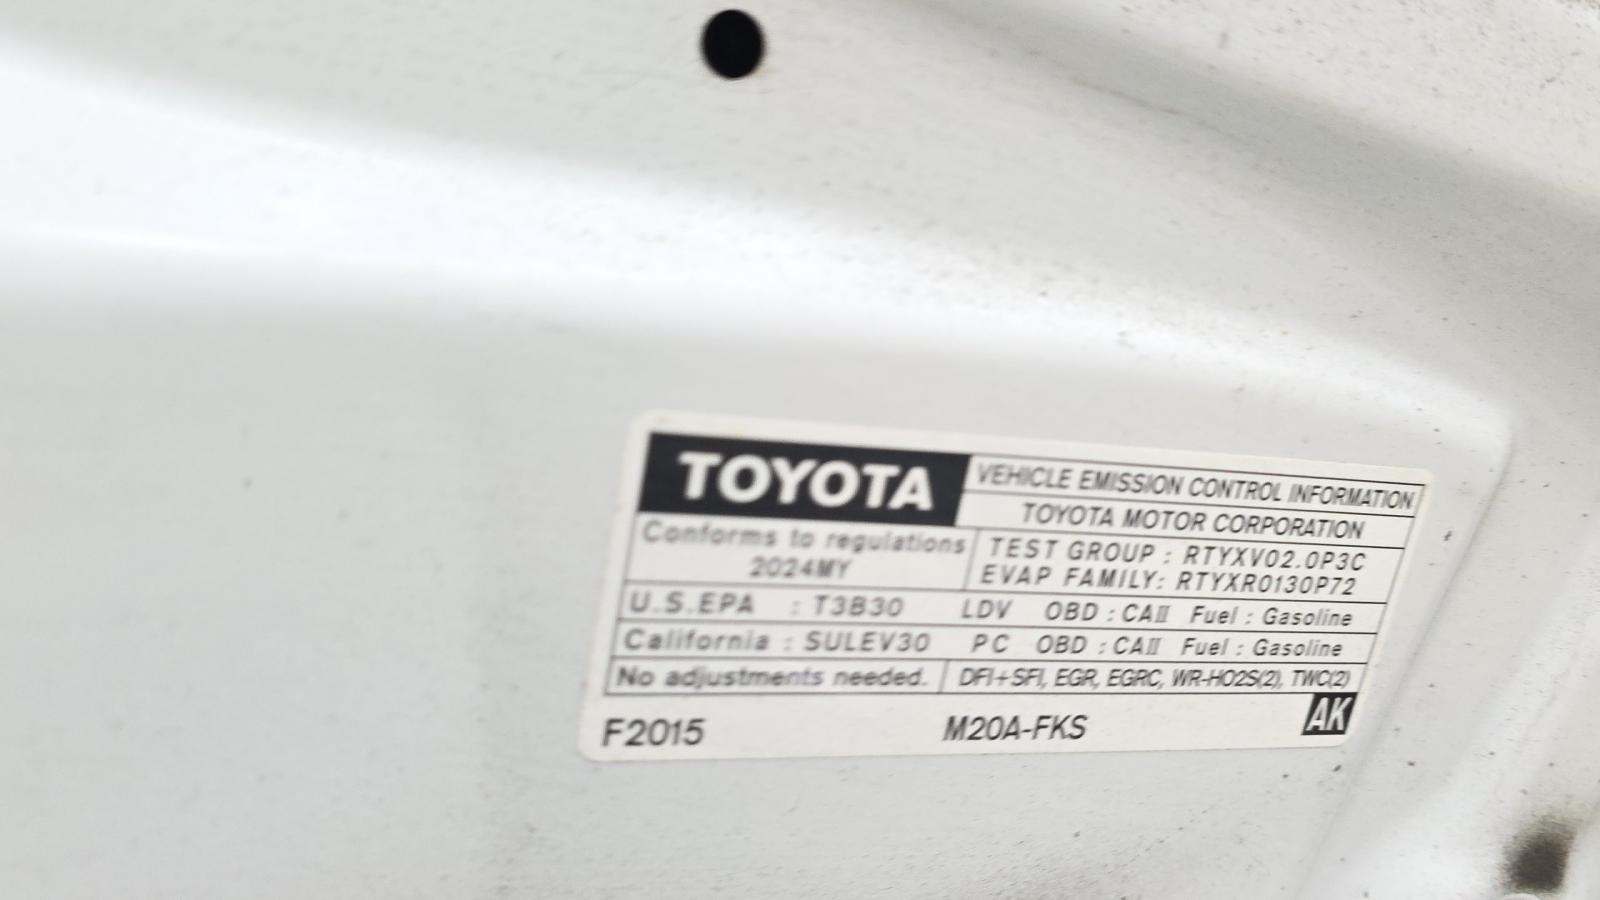 TOYOTA
VEHICLE EMISSION CONTROL INFORMATION
TOYOTA MOTOR CORPORATION
Conforms to regulations
2024MY
TEST GROUP : RTYXV02.0P3C
EVAP FAMILY: RTYXR0130P72
U.S.EPA : T3B30 LDV OBD : CAII Fuel : Gasoline
California : SULEV30 PC OBD : CAII Fuel : Gasoline
No adjustments needed. DFI+SFI, EGR, EGRC, WR-HO2S(2), TWC(2)
F2015 M20A-FKS AK